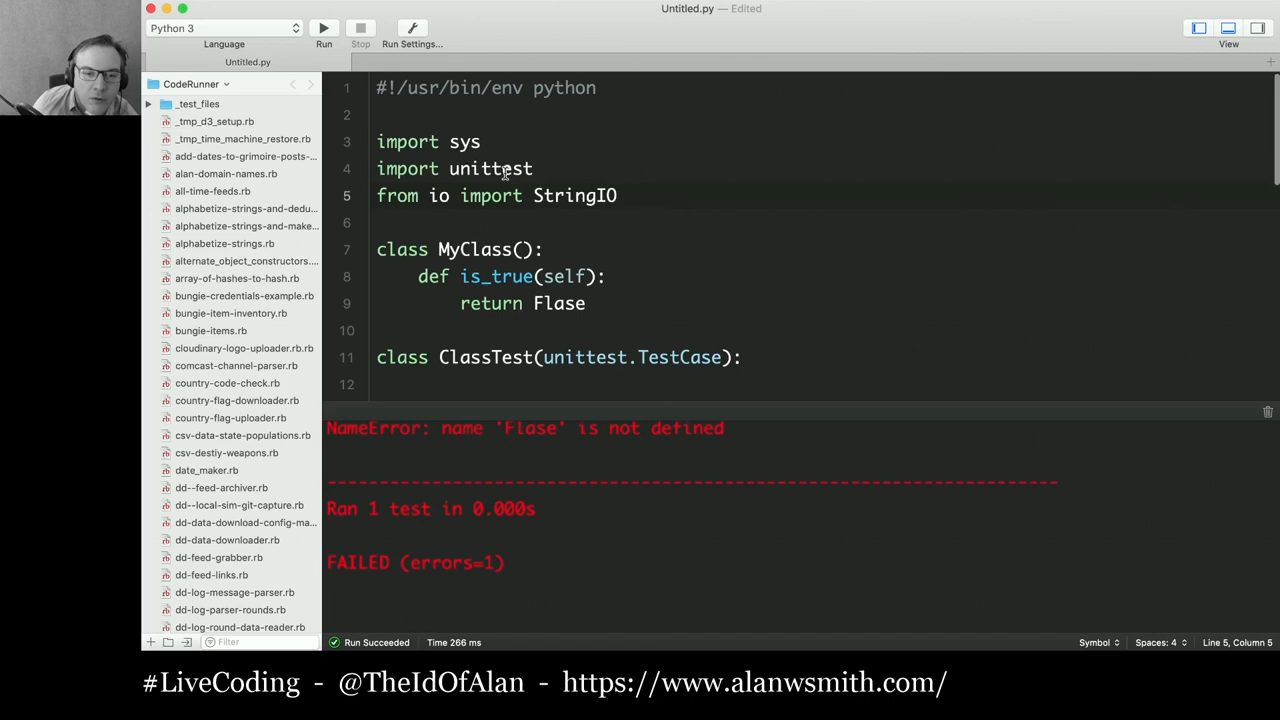 Untitled.py — Edited
Python 3
Language
Run
Stop
Run Settings...
View
Untitled.py
CodeRunner
_test_files
_tmp_d3_setup.rb
_tmp_time_machine_restore.rb
add-dates-to-grimoire-posts-...
alan-domain-names.rb
all-time-feeds.rb
alphabetize-strings-and-dedu...
alphabetize-strings-and-make...
alphabetize-strings.rb
alternate_object_constructors....
array-of-hashes-to-hash.rb
bungie-credentials-example.rb
bungie-item-inventory.rb
bungie-items.rb
cloudinary-logo-uploader.rb.rb
comcast-channel-parser.rb
country-code-check.rb
country-flag-downloader.rb
country-flag-uploader.rb
csv-data-state-populations.rb
csv-destiy-weapons.rb
date_maker.rb
dd--feed-archiver.rb
dd--local-sim-git-capture.rb
dd-data-download-config-ma...
dd-data-downloader.rb
dd-feed-grabber.rb
dd-feed-links.rb
dd-log-message-parser.rb
dd-log-parser-rounds.rb
dd-log-round-data-reader.rb
Filter
1 #!/usr/bin/env python
2
3 import sys
4 import unittest
5 from io import StringIO
6
7 class MyClass():
8 def is_true(self):
9 return Flase
10
11 class ClassTest(unittest.TestCase):
12
NameError: name 'Flase' is not defined
----------------------------------------------------------------------
Ran 1 test in 0.000s
FAILED (errors=1)
Run Succeeded
Time 266 ms
Symbol
Spaces: 4
Line 5, Column 5
#LiveCoding - @TheIdOfAlan - https://www.alanwsmith.com/